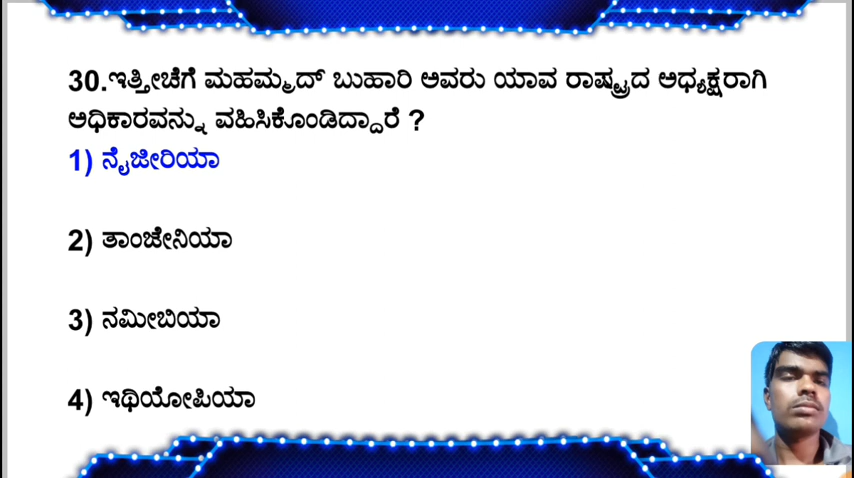 30.ಇತ್ತೀಚೆಗೆ ಮಹಮ್ಮದ್ ಬುಹಾರಿ ಅವರು ಯಾವ ರಾಷ್ಟ್ರದ ಅಧ್ಯಕ್ಷರಾಗಿ
ಅಧಿಕಾರವನ್ನು ವಹಿಸಿಕೊಂಡಿದ್ದಾರೆ ?
1) ನೈಜೀರಿಯಾ
2) ತಾಂಜೇನಿಯಾ
3) ನಮೀಬಿಯಾ
4) ಇಥಿಯೋಪಿಯಾ